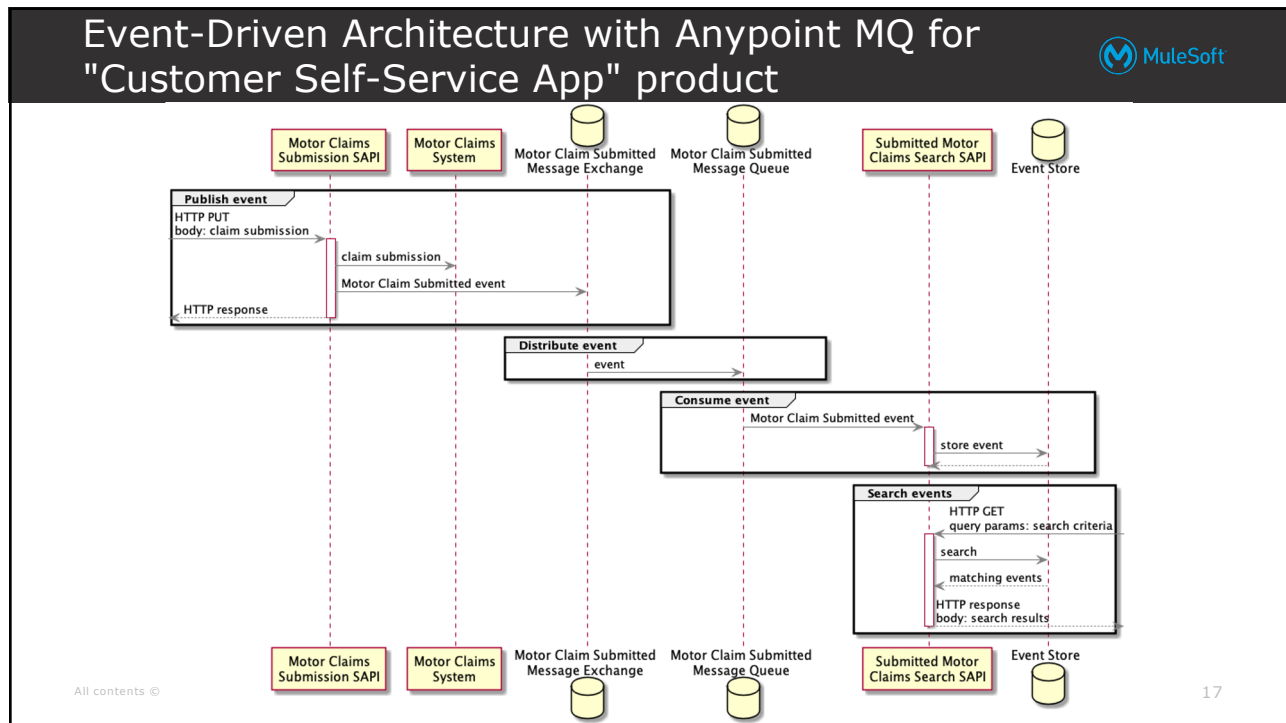 Event-Driven Architecture with Anypoint MQ for
"Customer Self-Service App" product
MuleSoft
Motor Claims
Submission SAPI
Motor Claims
System
Motor Claim Submitted
Message Exchange
Motor Claim Submitted
Message Queue
Submitted Motor
Claims Search SAPI
Event Store
Publish event
HTTP PUT
body: claim submission
claim submission
Motor Claim Submitted event
HTTP response
Distribute event
event
Consume event
Motor Claim Submitted event
store event
Search events
HTTP GET
query params: search criteria
search
matching events
HTTP response
body: search results
Motor Claims
Submission SAPI
Motor Claims
System
Motor Claim Submitted
Message Exchange
Motor Claim Submitted
Message Queue
Submitted Motor
Claims Search SAPI
Event Store
All contents ©
17